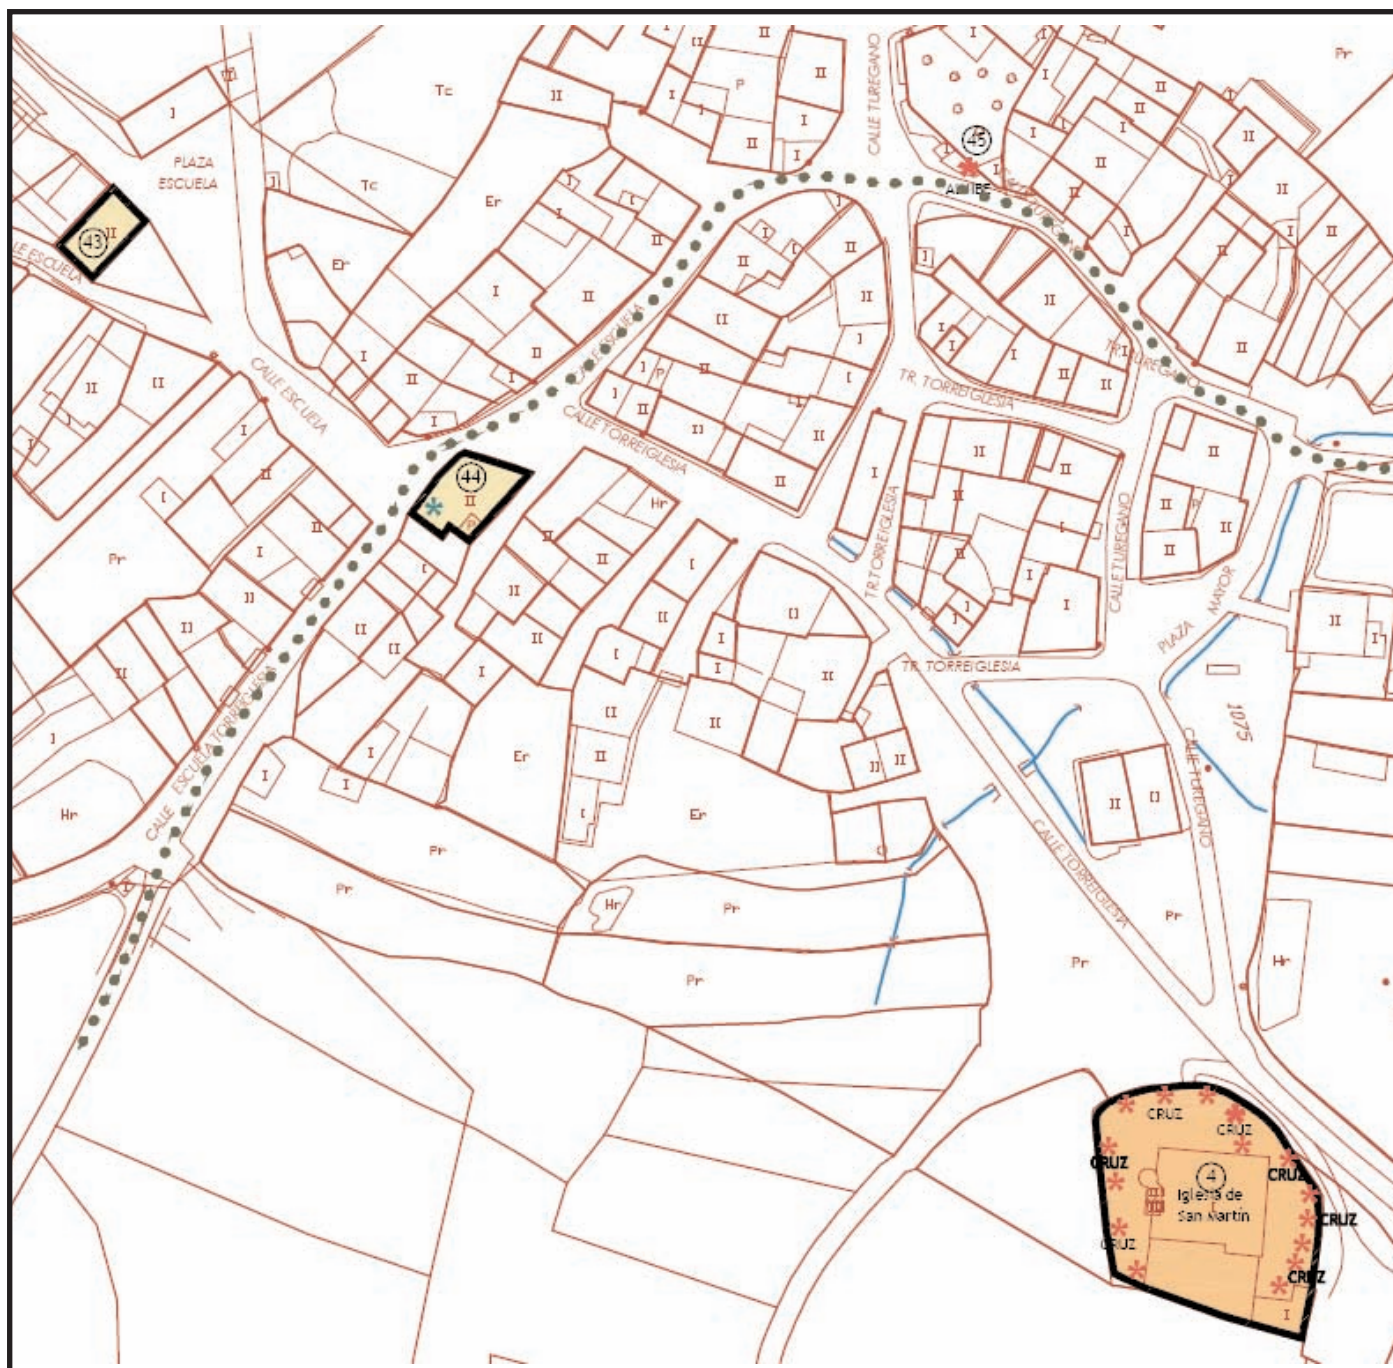 CALLE TUREGANO
Pr
Tc
PLAZA
ESCUELA
Tc
45
Er
43
Er
CALLE ESCUELA
CALLE ESCUELA
TR. TORREIGLESIA
CALLE TORREIGLESIA
44
Hr
TR.TORREIGLESIA
CALLE TUREGANO
Pr
PLAZA
MAYOR
TR. TORREIGLESIA
1075
CALLE ESCUELA TORREIGLESIA
CALLE TUREGANO
Er
Hr
Er
Pr
Pr
CALLE TORREIGLESIA
Hr
Pr
Pr
Pr
Pr
Hr
CRUZ
CRUZ
CRUZ
CRUZ
4
Iglesia de
San Martín
CRUZ
CRUZ
CRUZ